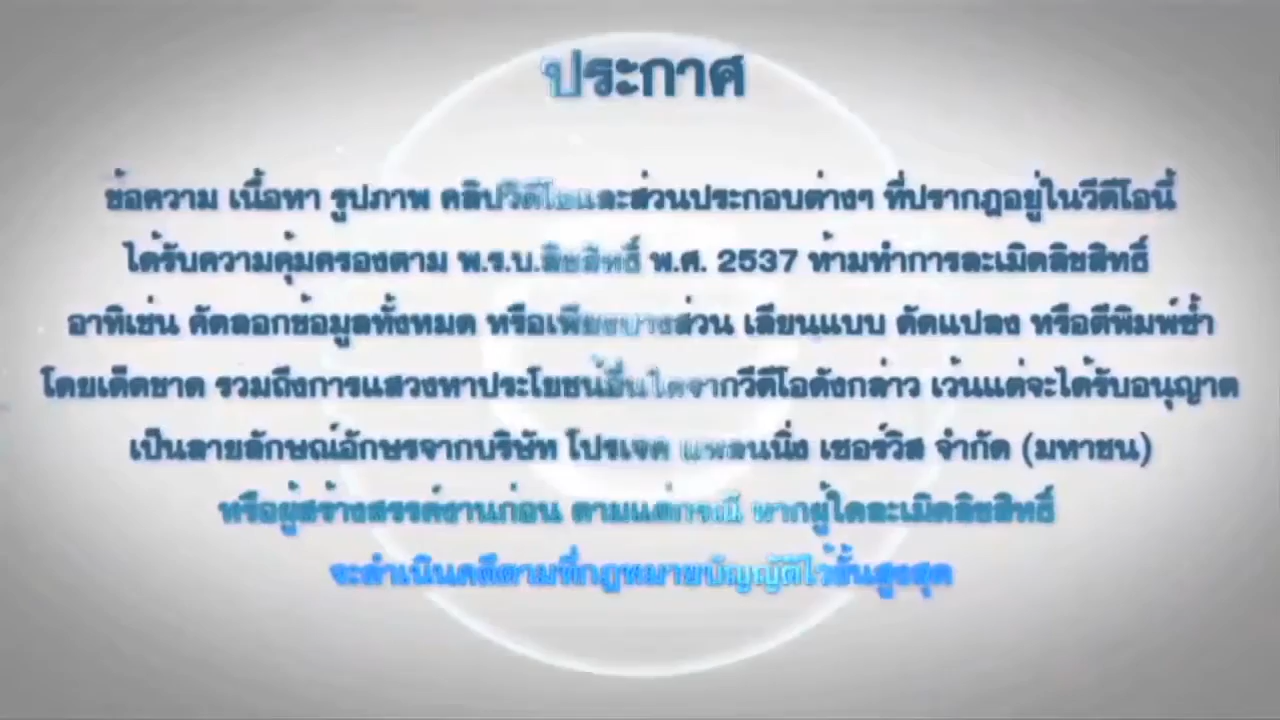 ประกาศ
ข้อความ เนื้อหา รูปภาพ คลิปวิดีโอและส่วนประกอบต่างๆ ที่ปรากฎอยู่ในวีดีโอนี้
ได้รับความคุ้มครองตาม พ.ร.บ.ลิขสิทธิ์ พ.ศ. 2537 ห้ามทำการละเมิดลิขสิทธิ์
อาทิเช่น คัดลอกข้อมูลทั้งหมด หรือเพียงบางส่วน เลียนแบบ ดัดแปลง หรือตีพิมพ์ซ้ำ
โดยเด็ดขาด รวมถึงการแสวงหาประโยชน์อื่นใดจากวีดีโอดังกล่าว เว้นแต่จะได้รับอนุญาต
เป็นลายลักษณ์อักษรจากบริษัท โปรเจค แพลนนิ่ง เซอร์วิส จำกัด (มหาชน)
หรือผู้สร้างสรรค์งานก่อน ตามแต่กรณี หากผู้ใดละเมิดลิขสิทธิ์
จะดำเนินคดีตามที่กฎหมายบัญญัติไว้ขั้นสูงสุด